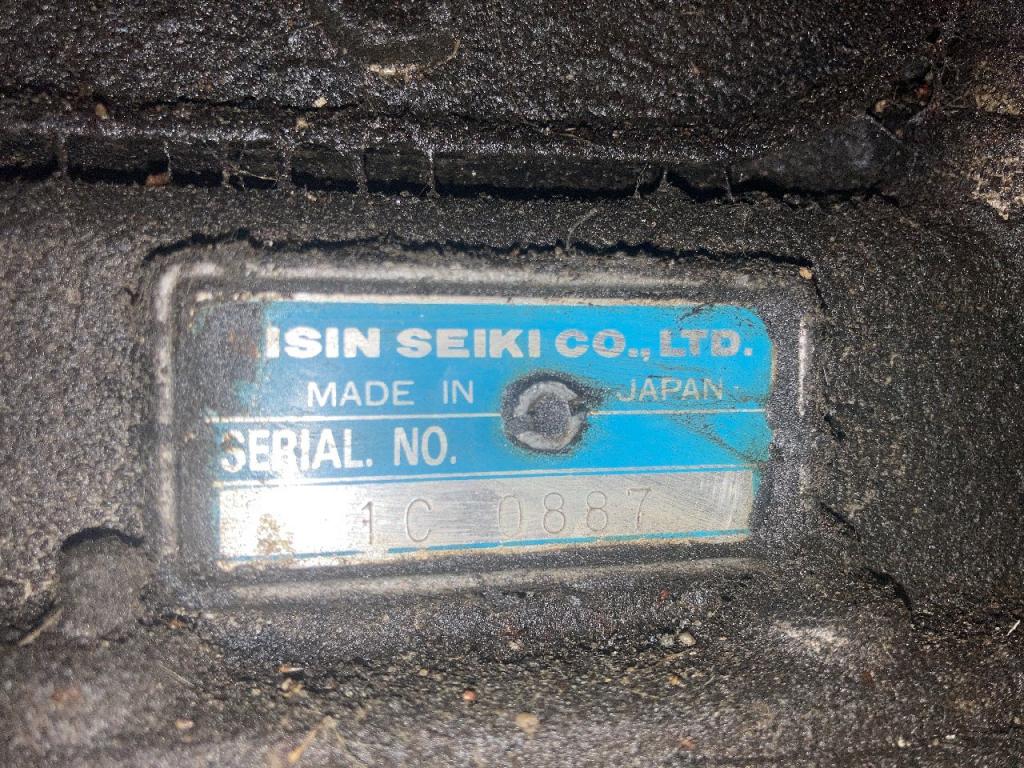 ISIN SEIKI CO., LTD.
MADE IN JAPAN
SERIAL. NO.
1C 0887